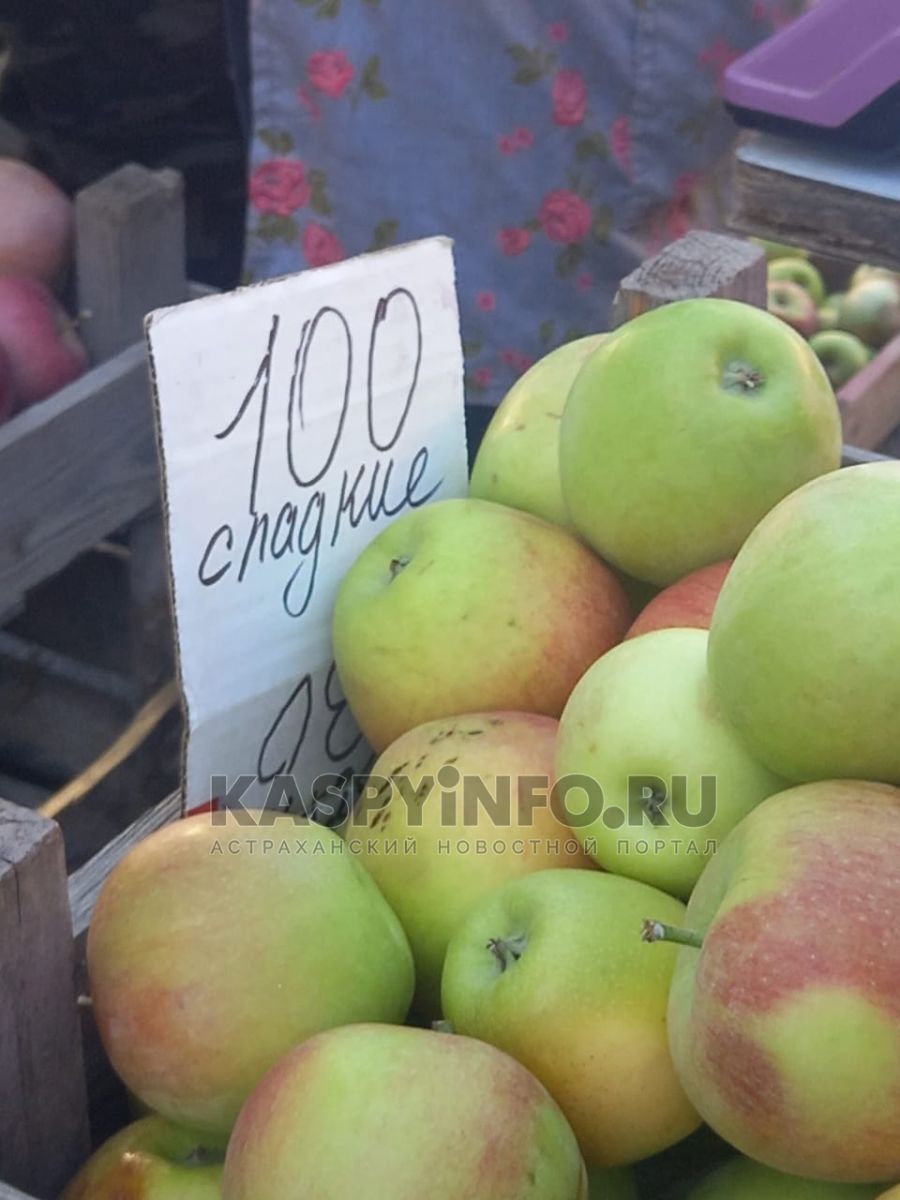 100
сладкие
KASPYiNFO.RU
АСТРАХАНСКИЙ НОВОСТНОЙ ПОРТАЛ